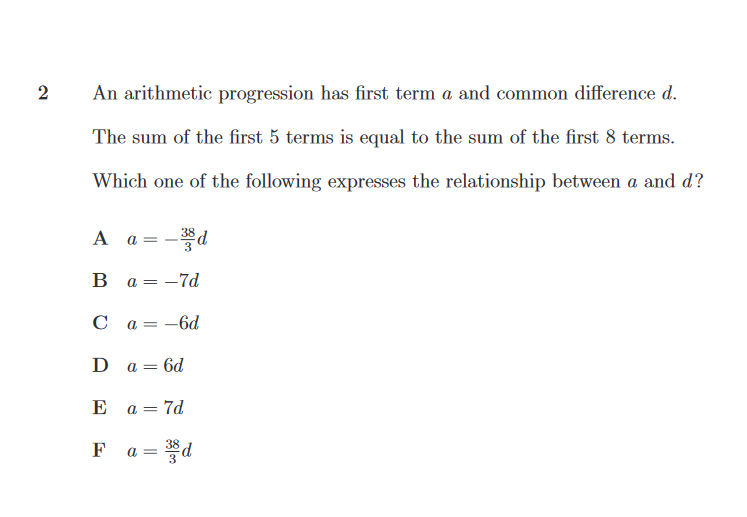 2 An arithmetic progression has first term a and common difference d.
The sum of the first 5 terms is equal to the sum of the first 8 terms.
Which one of the following expresses the relationship between a and d?
A a = −38/3 d
B a = −7d
C a = −6d
D a = 6d
E a = 7d
F a = 38/3 d